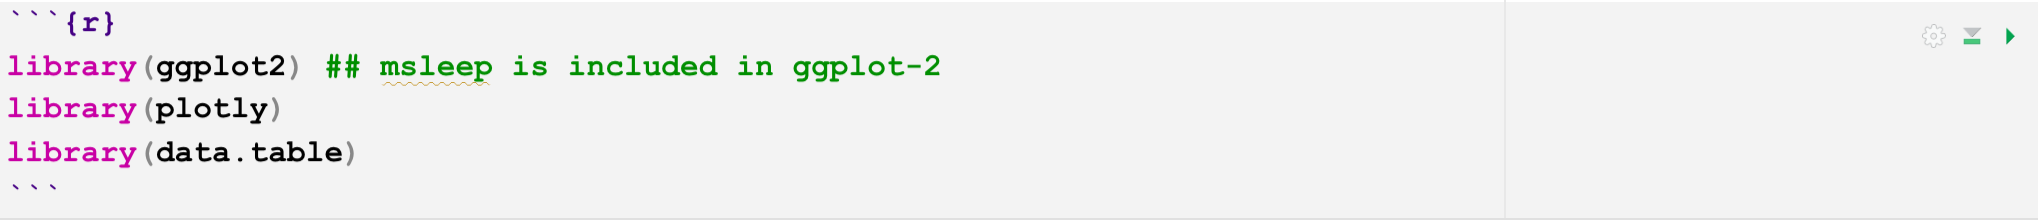 ```{r}
library(ggplot2) ## msleep is included in ggplot-2
library(plotly)
library(data.table)
```